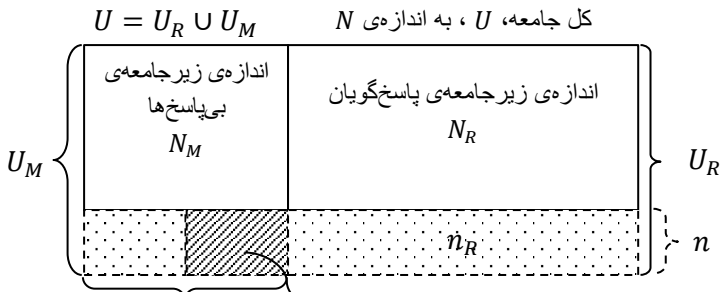 کل جامعه، U ، به اندازه‌ی N
U = U_R ∪ U_M
اندازه‌ی زیرجامعه‌ی پاسخ‌گویان
N_R
اندازه‌ی زیرجامعه‌ی
بی‌پاسخ‌ها
N_M
U_R
U_M
n_R
n